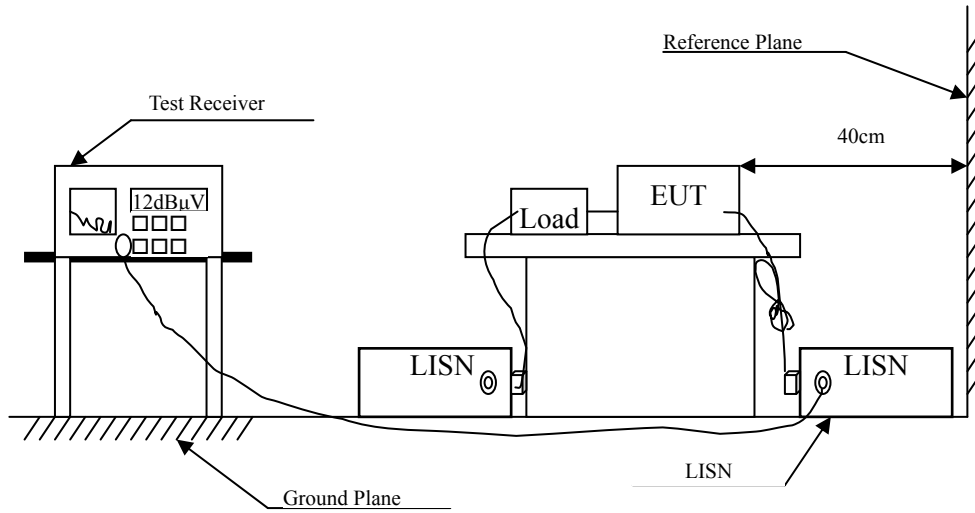 Reference Plane
Test Receiver
40cm
12dBµV
EUT
Load
LISN
LISN
LISN
Ground Plane